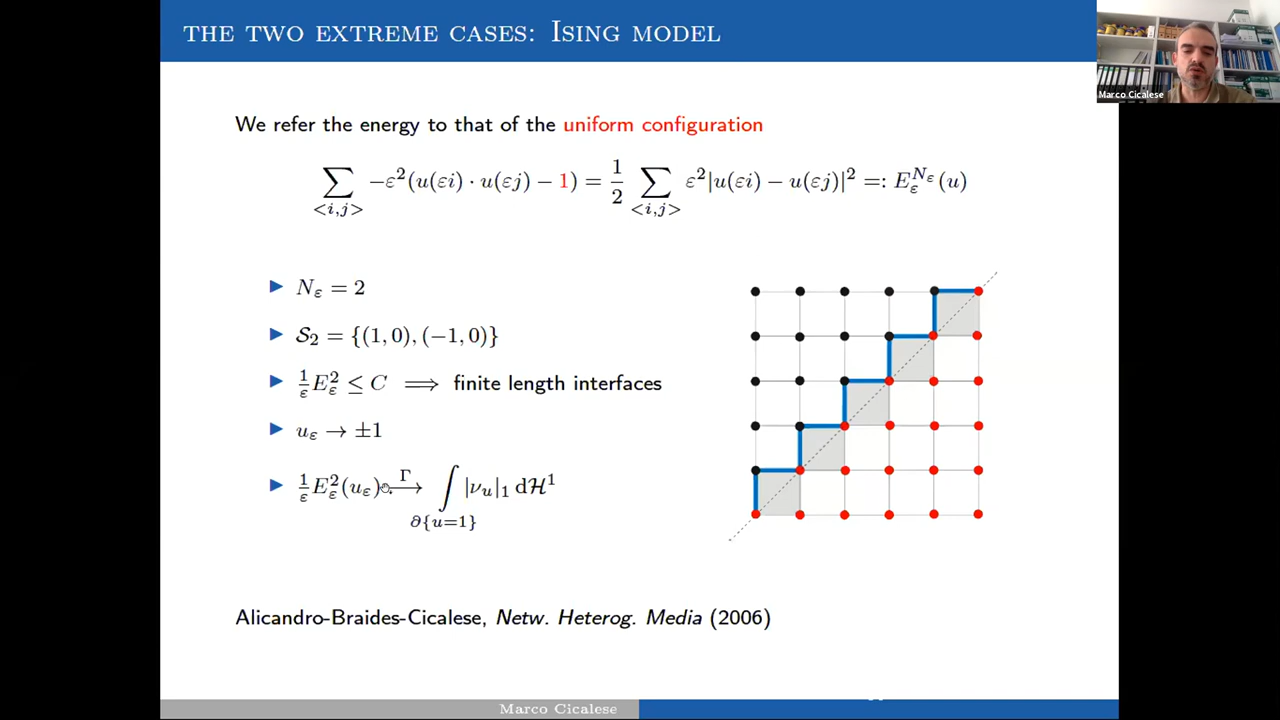 THE TWO EXTREME CASES: ISING MODEL
Marco Cicalese
We refer the energy to that of the uniform configuration
∑_{<i,j>} −ε²(u(εi) · u(εj) − 1) = 1/2 ∑_{<i,j>} ε²|u(εi) − u(εj)|² =: E_ε^{N_ε}(u)
▶ N_ε = 2
▶ 𝒮₂ = {(1, 0), (−1, 0)}
▶ 1/ε E_ε² ≤ C ⟹ finite length interfaces
▶ u_ε → ±1
▶ 1/ε E_ε²(u_ε) —Γ→ ∫_{∂{u=1}} |ν_u|₁ dℋ¹
Alicandro-Braides-Cicalese, Netw. Heterog. Media (2006)
Marco Cicalese